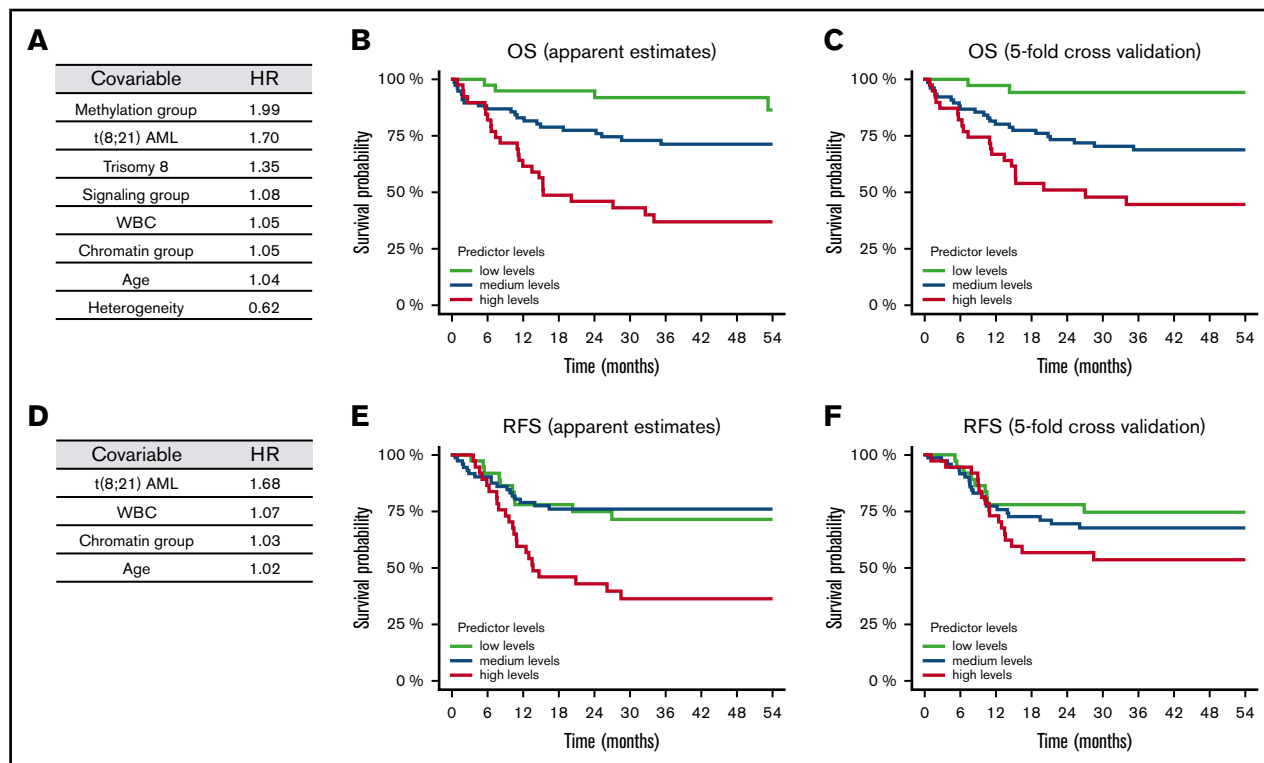 A
Covariable HR
Methylation group 1.99
t(8;21) AML 1.70
Trisomy 8 1.35
Signaling group 1.08
WBC 1.05
Chromatin group 1.05
Age 1.04
Heterogeneity 0.62
B
OS (apparent estimates)
Survival probability
100 %
75 %
50 %
25 %
0 %
Predictor levels
low levels
medium levels
high levels
0 6 12 18 24 30 36 42 48 54
Time (months)
C
OS (5-fold cross validation)
Survival probability
100 %
75 %
50 %
25 %
0 %
Predictor levels
low levels
medium levels
high levels
0 6 12 18 24 30 36 42 48 54
Time (months)
D
Covariable HR
t(8;21) AML 1.68
WBC 1.07
Chromatin group 1.03
Age 1.02
E
RFS (apparent estimates)
Survival probability
100 %
75 %
50 %
25 %
0 %
Predictor levels
low levels
medium levels
high levels
0 6 12 18 24 30 36 42 48 54
Time (months)
F
RFS (5-fold cross validation)
Survival probability
100 %
75 %
50 %
25 %
0 %
Predictor levels
low levels
medium levels
high levels
0 6 12 18 24 30 36 42 48 54
Time (months)